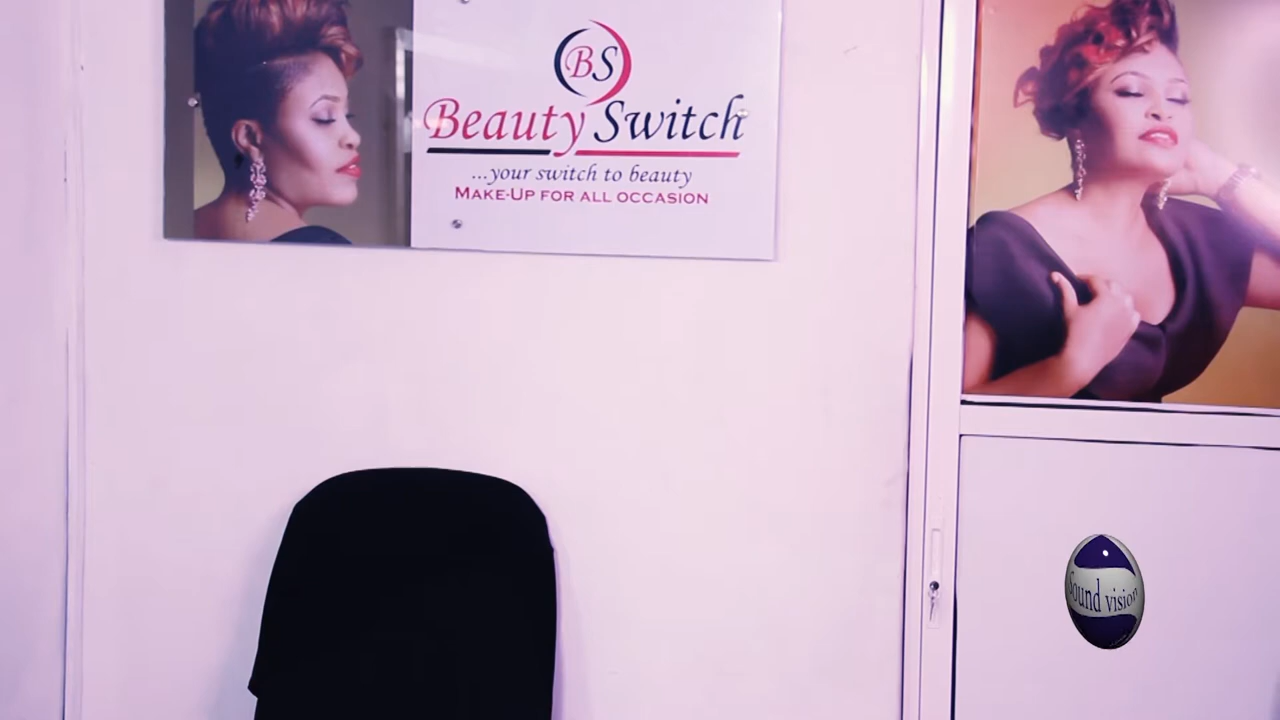 BS
Beauty Switch
...your switch to beauty
MAKE-UP FOR ALL OCCASION
Sound vision